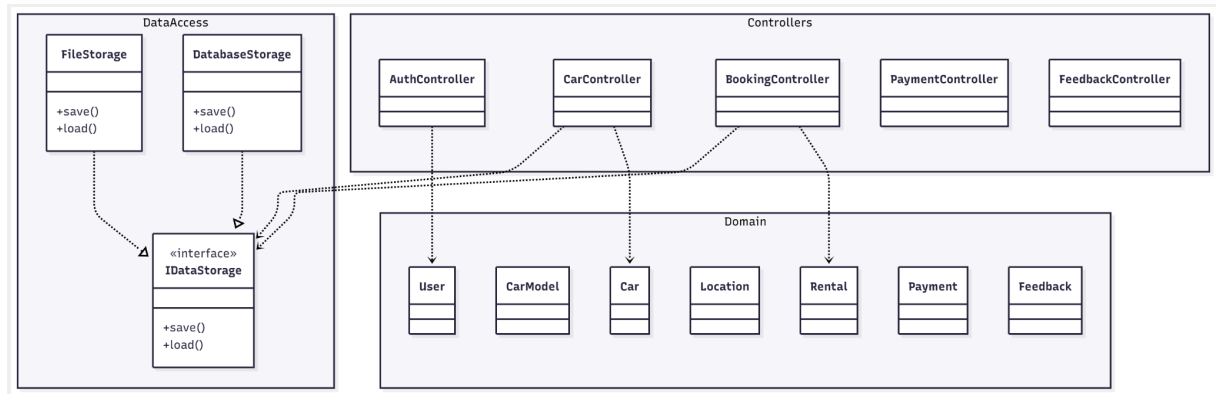 DataAccess
FileStorage
+save()
+load()
DatabaseStorage
+save()
+load()
«interface»
IDataStorage
+save()
+load()
Controllers
AuthController
CarController
BookingController
PaymentController
FeedbackController
Domain
User
CarModel
Car
Location
Rental
Payment
Feedback